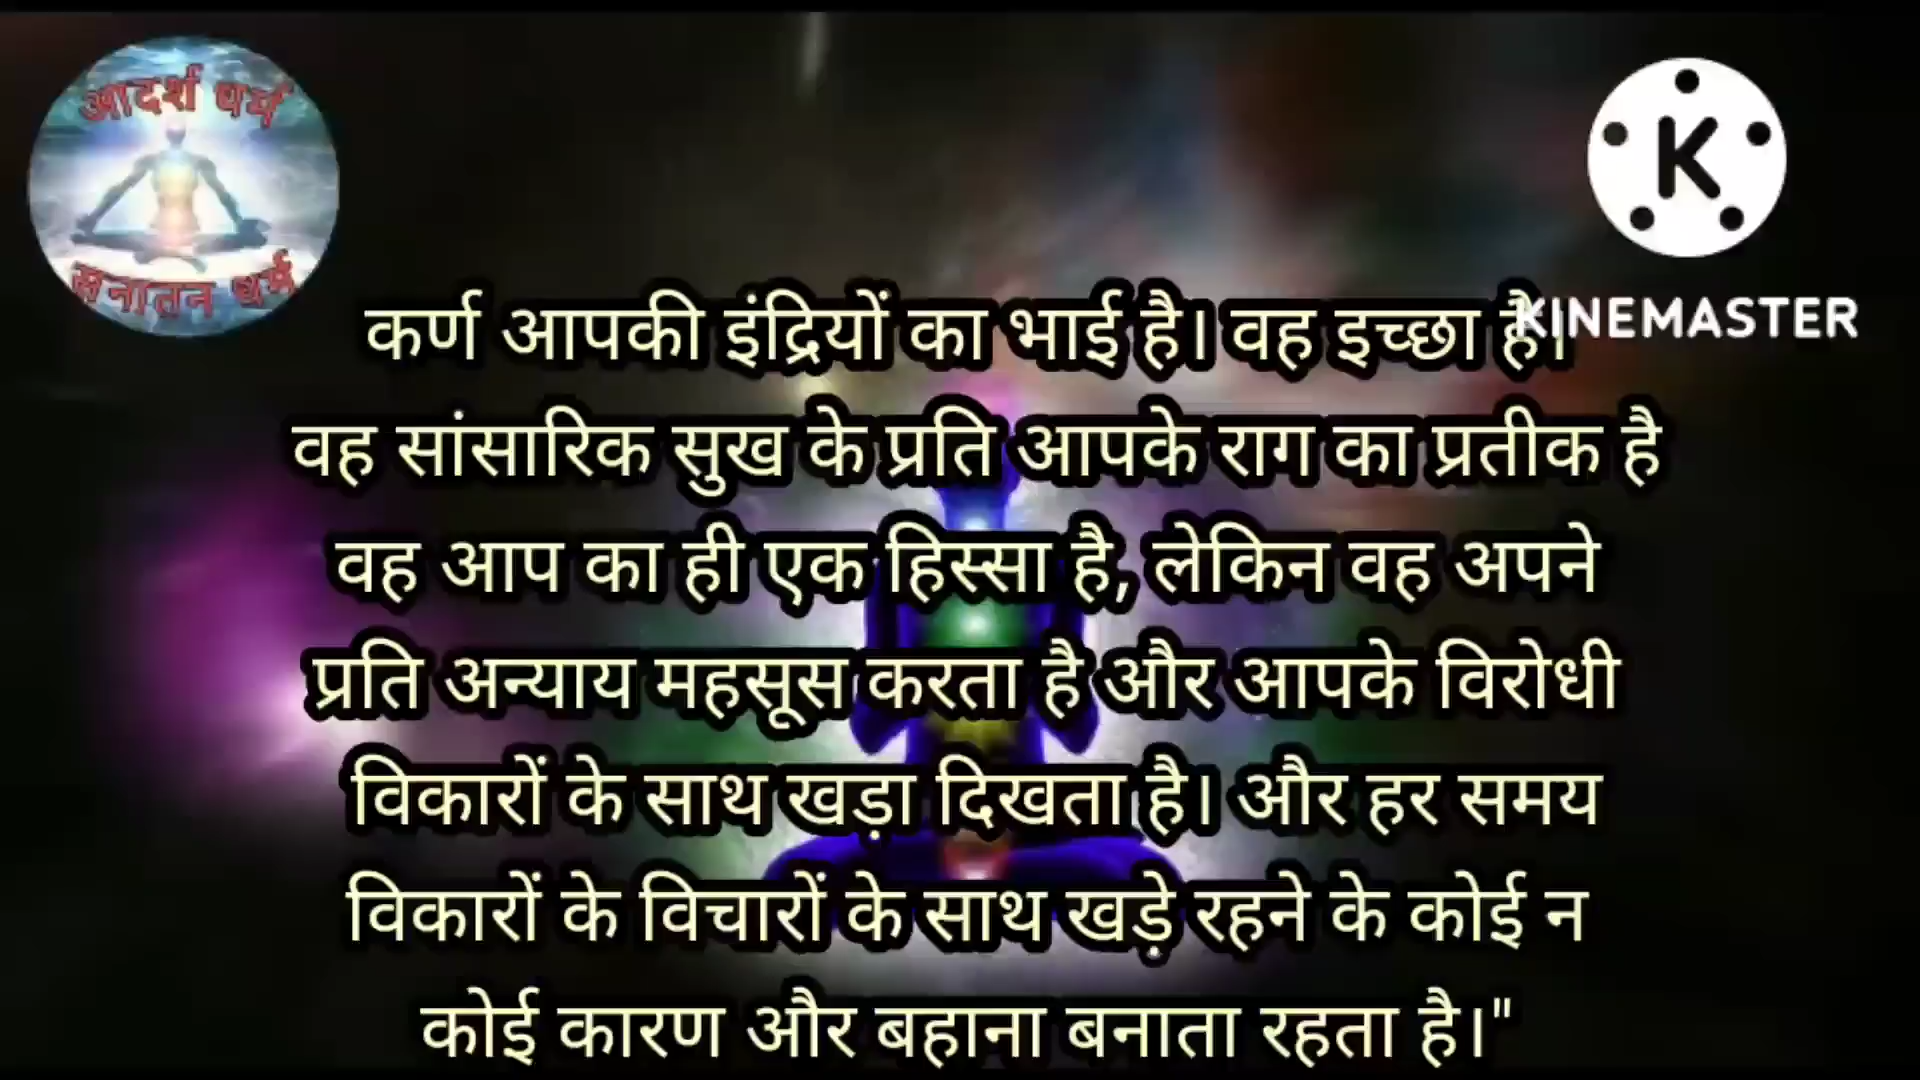 आदर्श धर्म
सनातन धर्म
K
KINEMASTER
कर्ण आपकी इंद्रियों का भाई है। वह इच्छा है।
वह सांसारिक सुख के प्रति आपके राग का प्रतीक है
वह आप का ही एक हिस्सा है, लेकिन वह अपने
प्रति अन्याय महसूस करता है और आपके विरोधी
विकारों के साथ खड़ा दिखता है। और हर समय
विकारों के विचारों के साथ खड़े रहने के कोई न
कोई कारण और बहाना बनाता रहता है।"